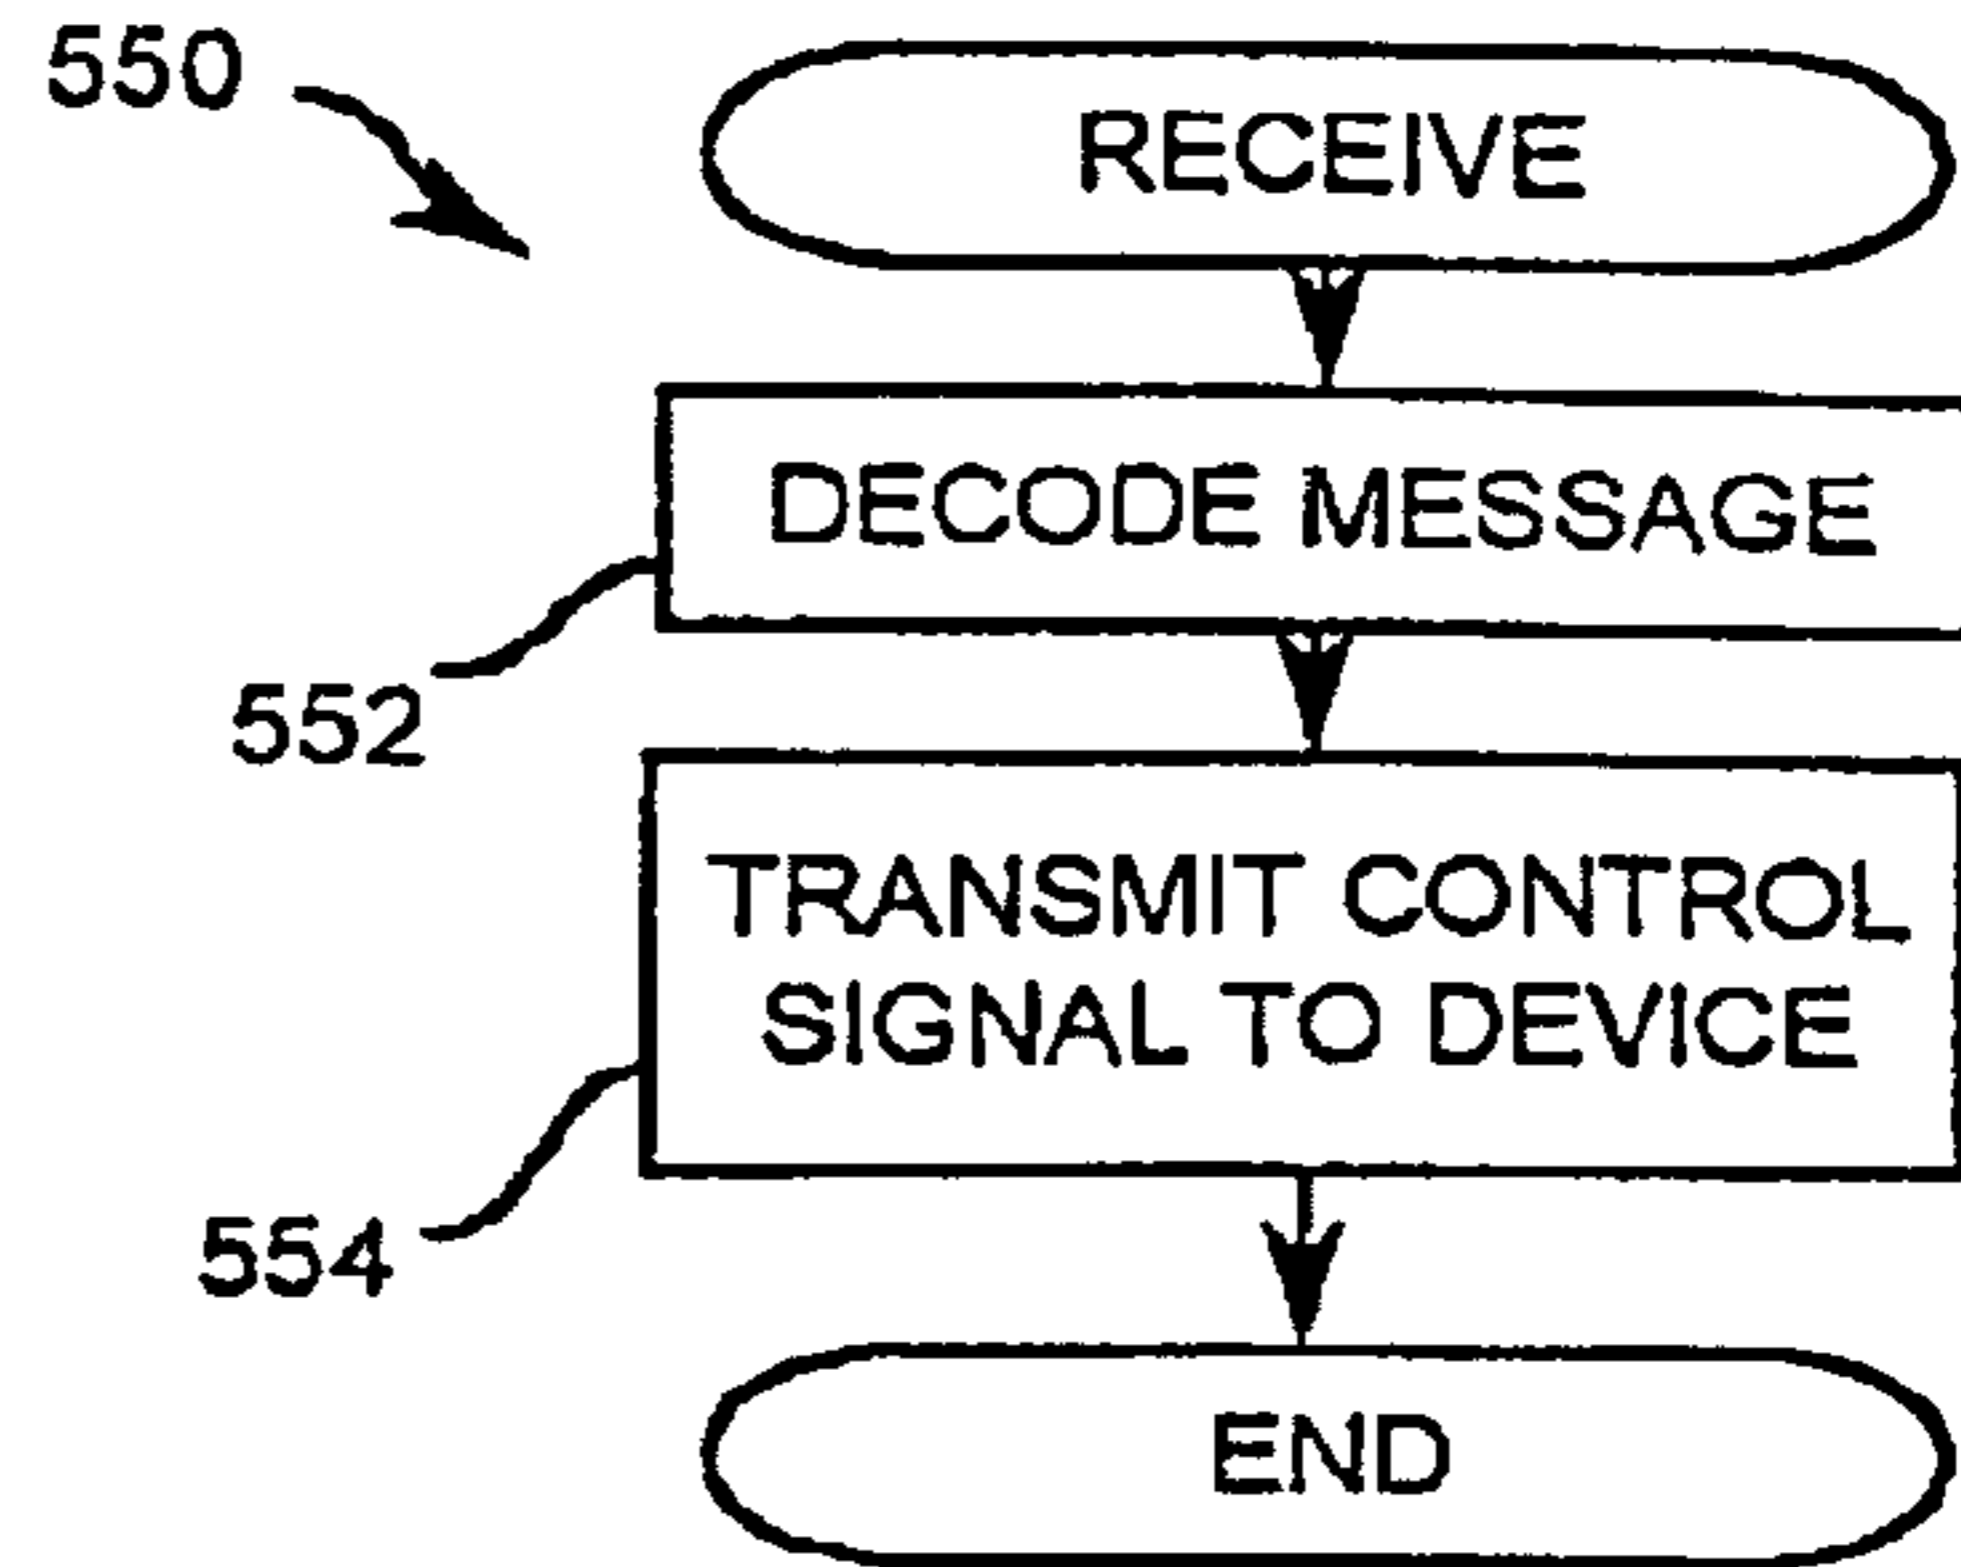 550
RECEIVE
DECODE MESSAGE
552
TRANSMIT CONTROL
SIGNAL TO DEVICE
554
END